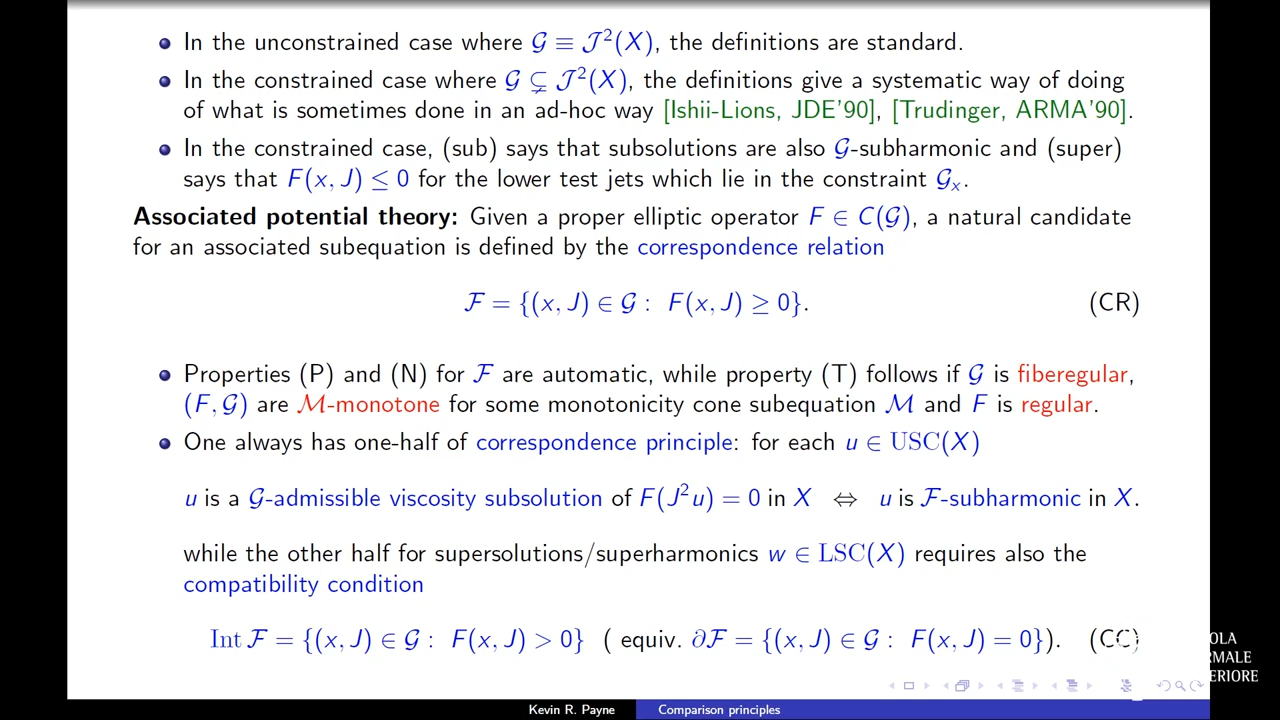 In the unconstrained case where 𝒢 ≡ 𝒥²(X), the definitions are standard.
In the constrained case where 𝒢 ⊊ 𝒥²(X), the definitions give a systematic way of doing
of what is sometimes done in an ad-hoc way [Ishii-Lions, JDE'90], [Trudinger, ARMA'90].
In the constrained case, (sub) says that subsolutions are also 𝒢-subharmonic and (super)
says that F(x, J) ≤ 0 for the lower test jets which lie in the constraint 𝒢ₓ.
Associated potential theory: Given a proper elliptic operator F ∈ C(𝒢), a natural candidate
for an associated subequation is defined by the correspondence relation
ℱ = {(x, J) ∈ 𝒢 : F(x, J) ≥ 0}. (CR)
Properties (P) and (N) for ℱ are automatic, while property (T) follows if 𝒢 is fiberegular,
(F, 𝒢) are ℳ-monotone for some monotonicity cone subequation ℳ and F is regular.
One always has one-half of correspondence principle: for each u ∈ USC(X)
u is a 𝒢-admissible viscosity subsolution of F(J²u) = 0 in X ⇔ u is ℱ-subharmonic in X.
while the other half for supersolutions/superharmonics w ∈ LSC(X) requires also the
compatibility condition
Int ℱ = {(x, J) ∈ 𝒢 : F(x, J) > 0} ( equiv. ∂ℱ = {(x, J) ∈ 𝒢 : F(x, J) = 0}). (CC)
OLA
RMALE
ERIORE
Kevin R. Payne Comparison principles